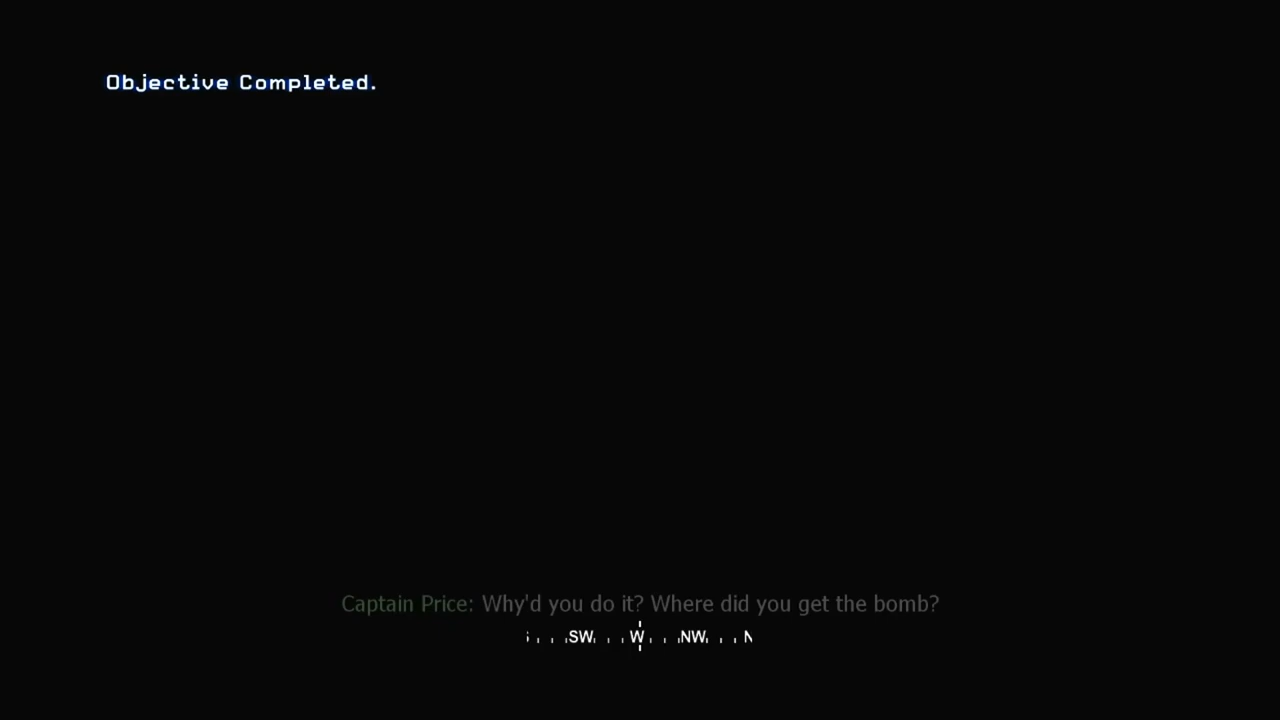 Objective Completed.
Captain Price: Why'd you do it? Where did you get the bomb?
SW W NW N